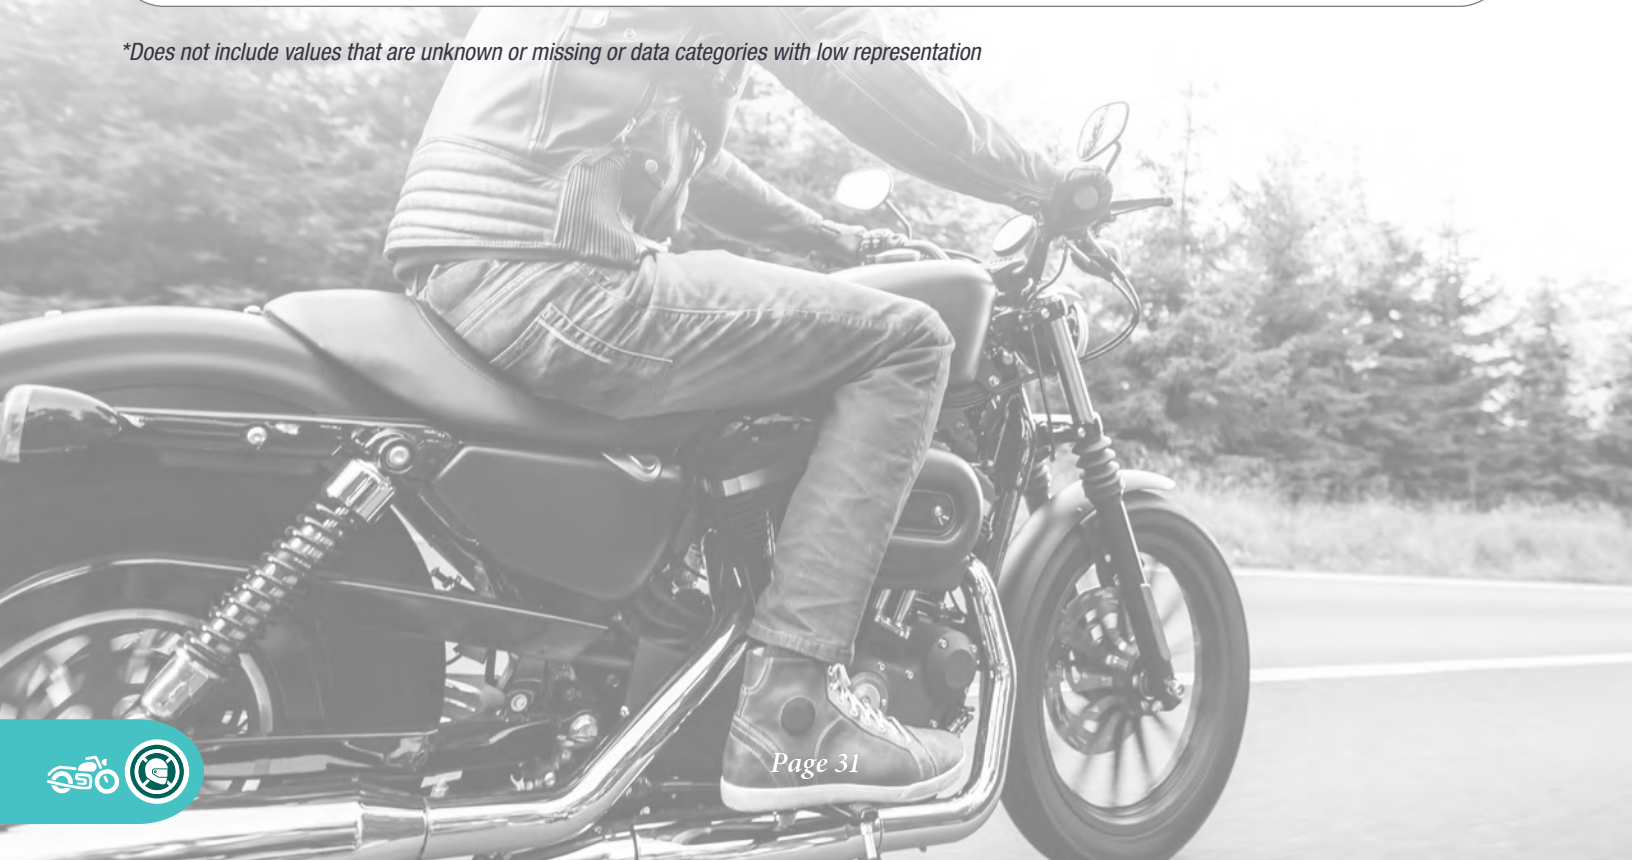 *Does not include values that are unknown or missing or data categories with low representation
Page 31